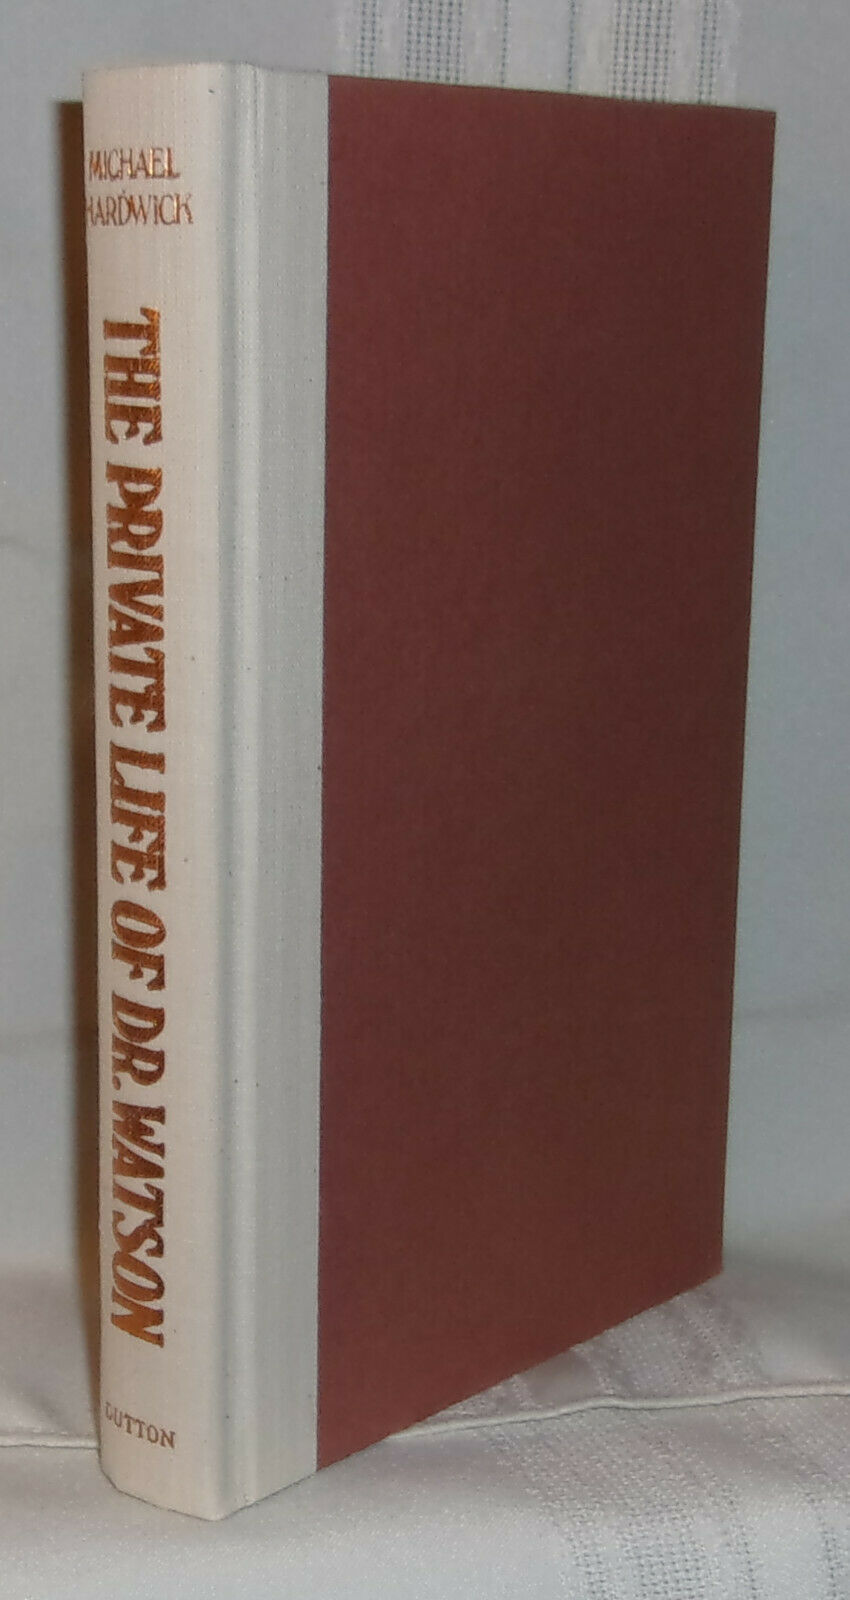 MICHAEL
HARDWICK
THE PRIVATE LIFE OF DR. WATSON
DUTTON